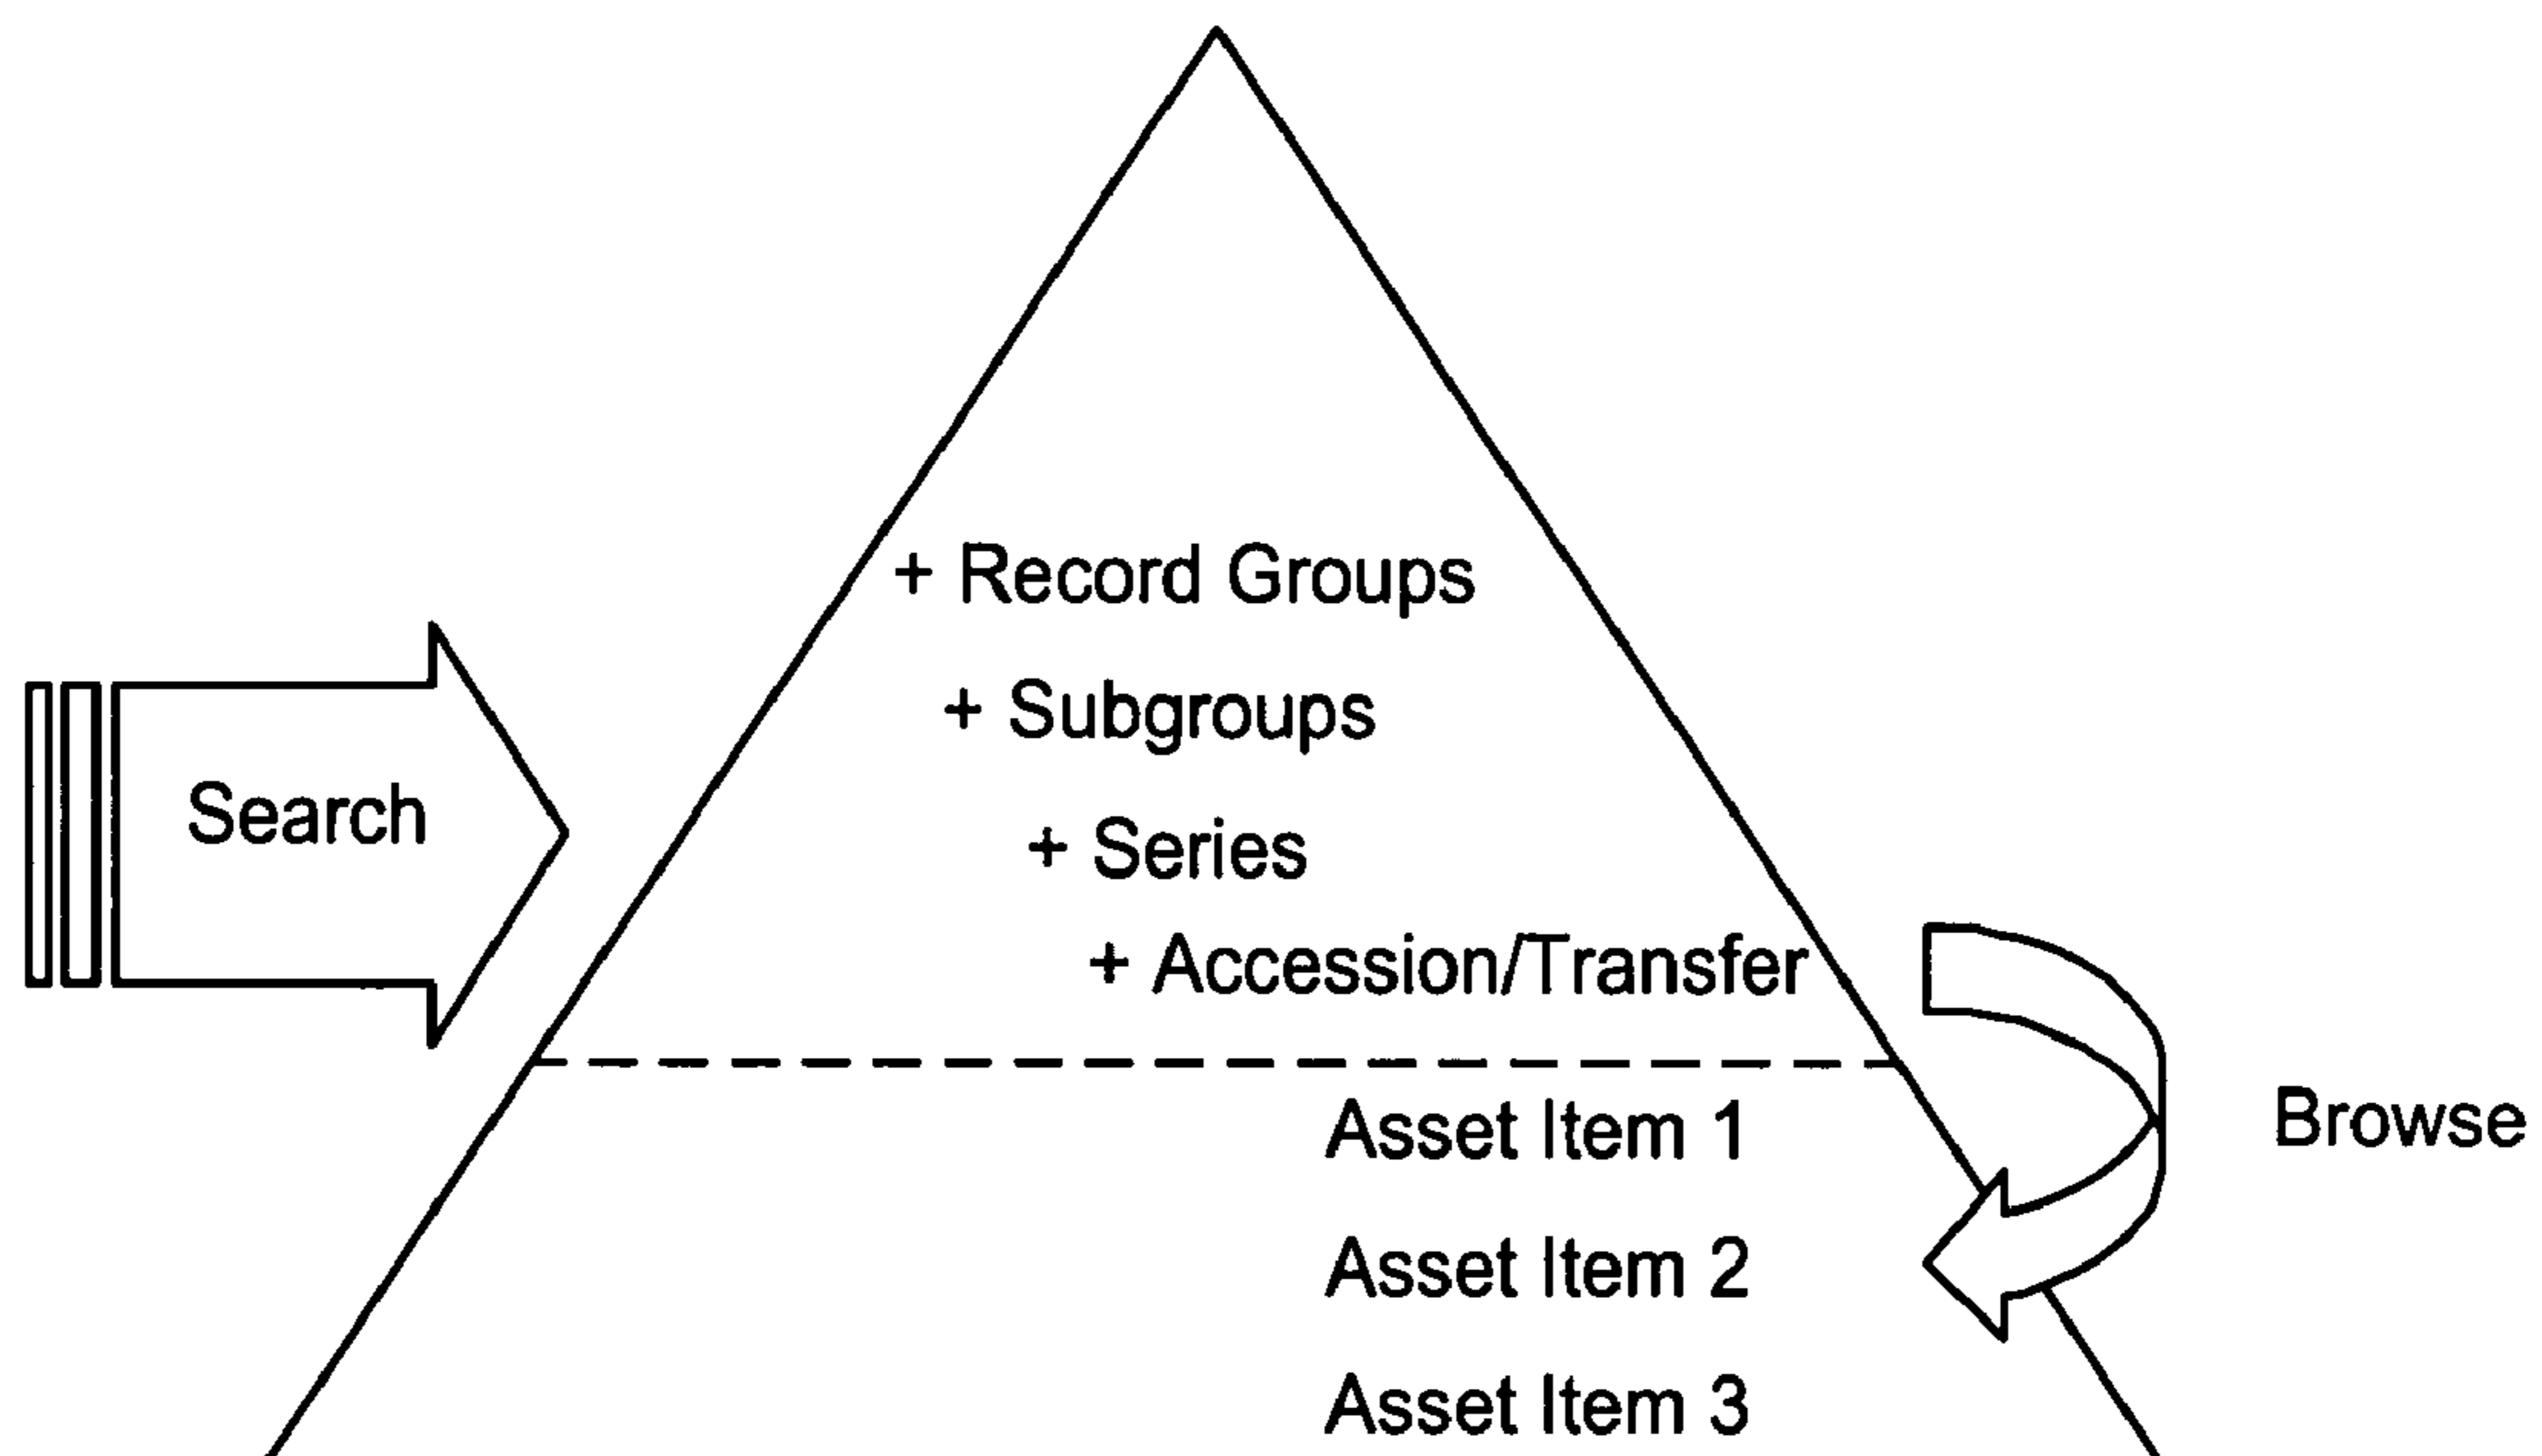 + Record Groups
+ Subgroups
Search
+ Series
+ Accession/Transfer
Asset Item 1
Browse
Asset Item 2
Asset Item 3